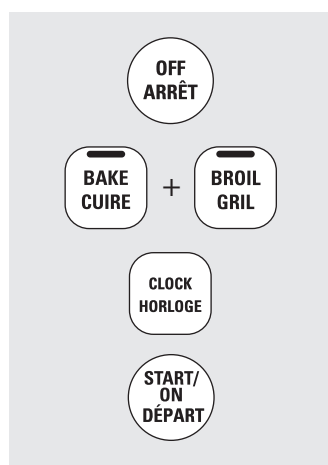 OFF
ARRÊT
BAKE
CUIRE
+
BROIL
GRIL
CLOCK
HORLOGE
START/
ON
DÉPART